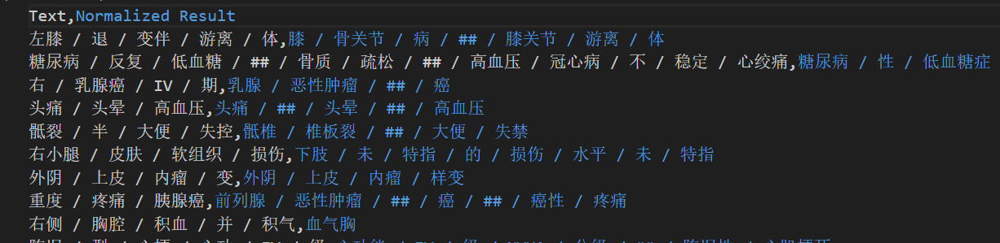 Text,Normalized Result
左膝 / 退 / 变伴 / 游离 / 体,膝 / 骨关节 / 病 / ## / 膝关节 / 游离 / 体
糖尿病 / 反复 / 低血糖 / ## / 骨质 / 疏松 / ## / 高血压 / 冠心病 / 不 / 稳定 / 心绞痛,糖尿病 / 性 / 低血糖症
右 / 乳腺癌 / IV / 期,乳腺 / 恶性肿瘤 / ## / 癌
头痛 / 头晕 / 高血压,头痛 / ## / 头晕 / ## / 高血压
骶裂 / 半 / 大便 / 失控,骶椎 / 椎板裂 / ## / 大便 / 失禁
右小腿 / 皮肤 / 软组织 / 损伤,下肢 / 未 / 特指 / 的 / 损伤 / 水平 / 未 / 特指
外阴 / 上皮 / 内瘤 / 变,外阴 / 上皮 / 内瘤 / 样变
重度 / 疼痛 / 胰腺癌,前列腺 / 恶性肿瘤 / ## / 癌 / ## / 癌性 / 疼痛
右侧 / 胸腔 / 积血 / 并 / 积气,血气胸